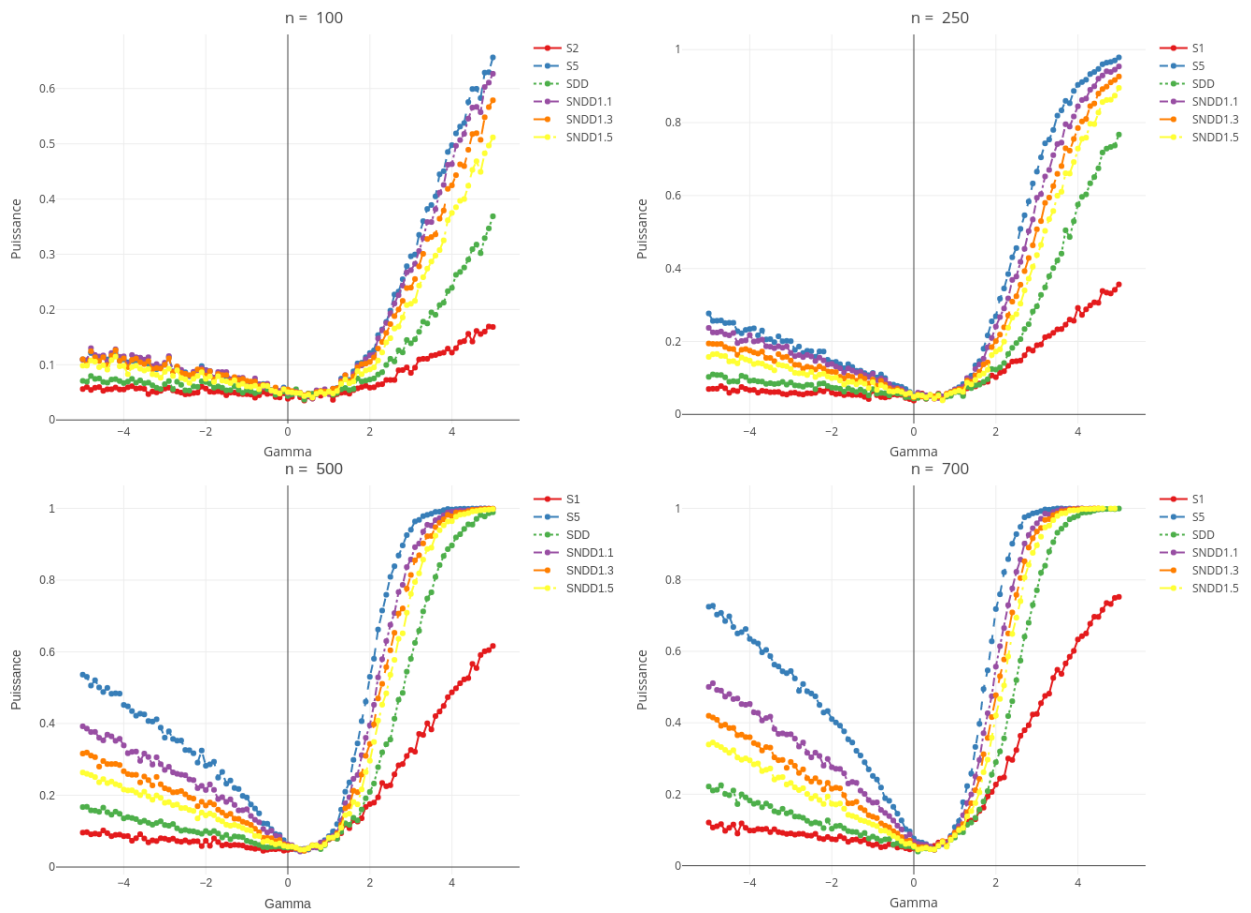 n = 100
S2
S5
SDD
SNDD1.1
SNDD1.3
SNDD1.5
Puissance
0.6
0.5
0.4
0.3
0.2
0.1
0
−4
−2
0
2
4
Gamma
n = 250
S1
S5
SDD
SNDD1.1
SNDD1.3
SNDD1.5
Puissance
1
0.8
0.6
0.4
0.2
0
−4
−2
0
2
4
Gamma
n = 500
S1
S5
SDD
SNDD1.1
SNDD1.3
SNDD1.5
Puissance
1
0.8
0.6
0.4
0.2
0
−4
−2
0
2
4
Gamma
n = 700
S1
S5
SDD
SNDD1.1
SNDD1.3
SNDD1.5
Puissance
1
0.8
0.6
0.4
0.2
0
−4
−2
0
2
4
Gamma